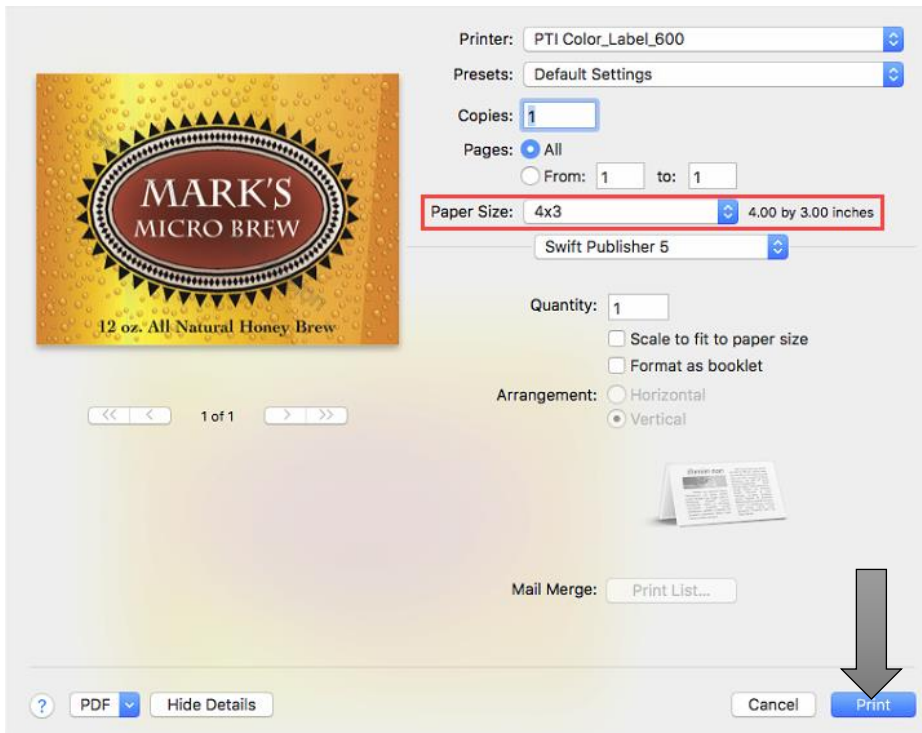 Printer: PTI Color_Label_600
Presets: Default Settings
Copies: 1
Pages: All
From: 1 to: 1
Paper Size: 4x3 4.00 by 3.00 inches
Swift Publisher 5
MARK'S
MICRO BREW
12 oz. All Natural Honey Brew
<< < 1 of 1 > >>
Quantity: 1
Scale to fit to paper size
Format as booklet
Arrangement: Horizontal
Vertical
Mail Merge: Print List...
? PDF Hide Details Cancel Print